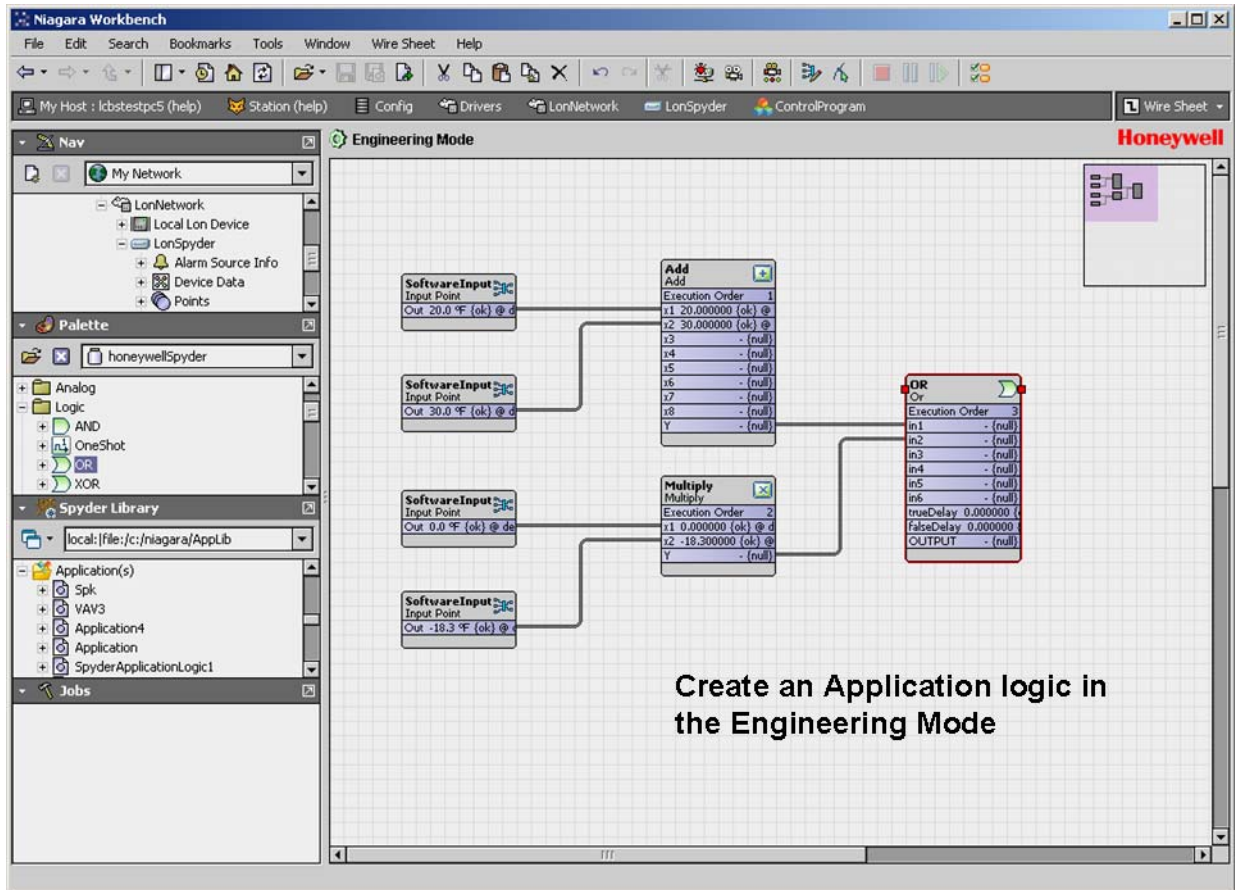 Niagara Workbench
File Edit Search Bookmarks Tools Window Wire Sheet Help
My Host : lcbstestpc5 (help) Station (help) Config Drivers LonNetwork LonSpyder ControlProgram Wire Sheet
Nav
My Network
LonNetwork
Local Lon Device
LonSpyder
Alarm Source Info
Device Data
Points
Palette
honeywellSpyder
Analog
Logic
AND
OneShot
OR
XOR
Spyder Library
local:|file:/c:/niagara/AppLib
Application(s)
Spk
VAV3
Application4
Application
SpyderApplicationLogic1
Jobs
Engineering Mode
Honeywell
SoftwareInput
Input Point
Out 20.0 °F {ok} @ d
SoftwareInput
Input Point
Out 30.0 °F {ok} @ d
SoftwareInput
Input Point
Out 0.0 °F {ok} @ de
SoftwareInput
Input Point
Out -18.3 °F {ok} @ d
Add
Add
Execution Order 1
x1 20.000000 {ok} @
x2 30.000000 {ok} @
x3 - {null}
x4 - {null}
x5 - {null}
x6 - {null}
x7 - {null}
x8 - {null}
Y - {null}
Multiply
Multiply
Execution Order 2
x1 0.000000 {ok} @ d
x2 -18.300000 {ok} @
Y - {null}
OR
Or
Execution Order 3
in1 - {null}
in2 - {null}
in3 - {null}
in4 - {null}
in5 - {null}
in6 - {null}
trueDelay 0.000000 {
falseDelay 0.000000 {
OUTPUT - {null}
Create an Application logic in
the Engineering Mode